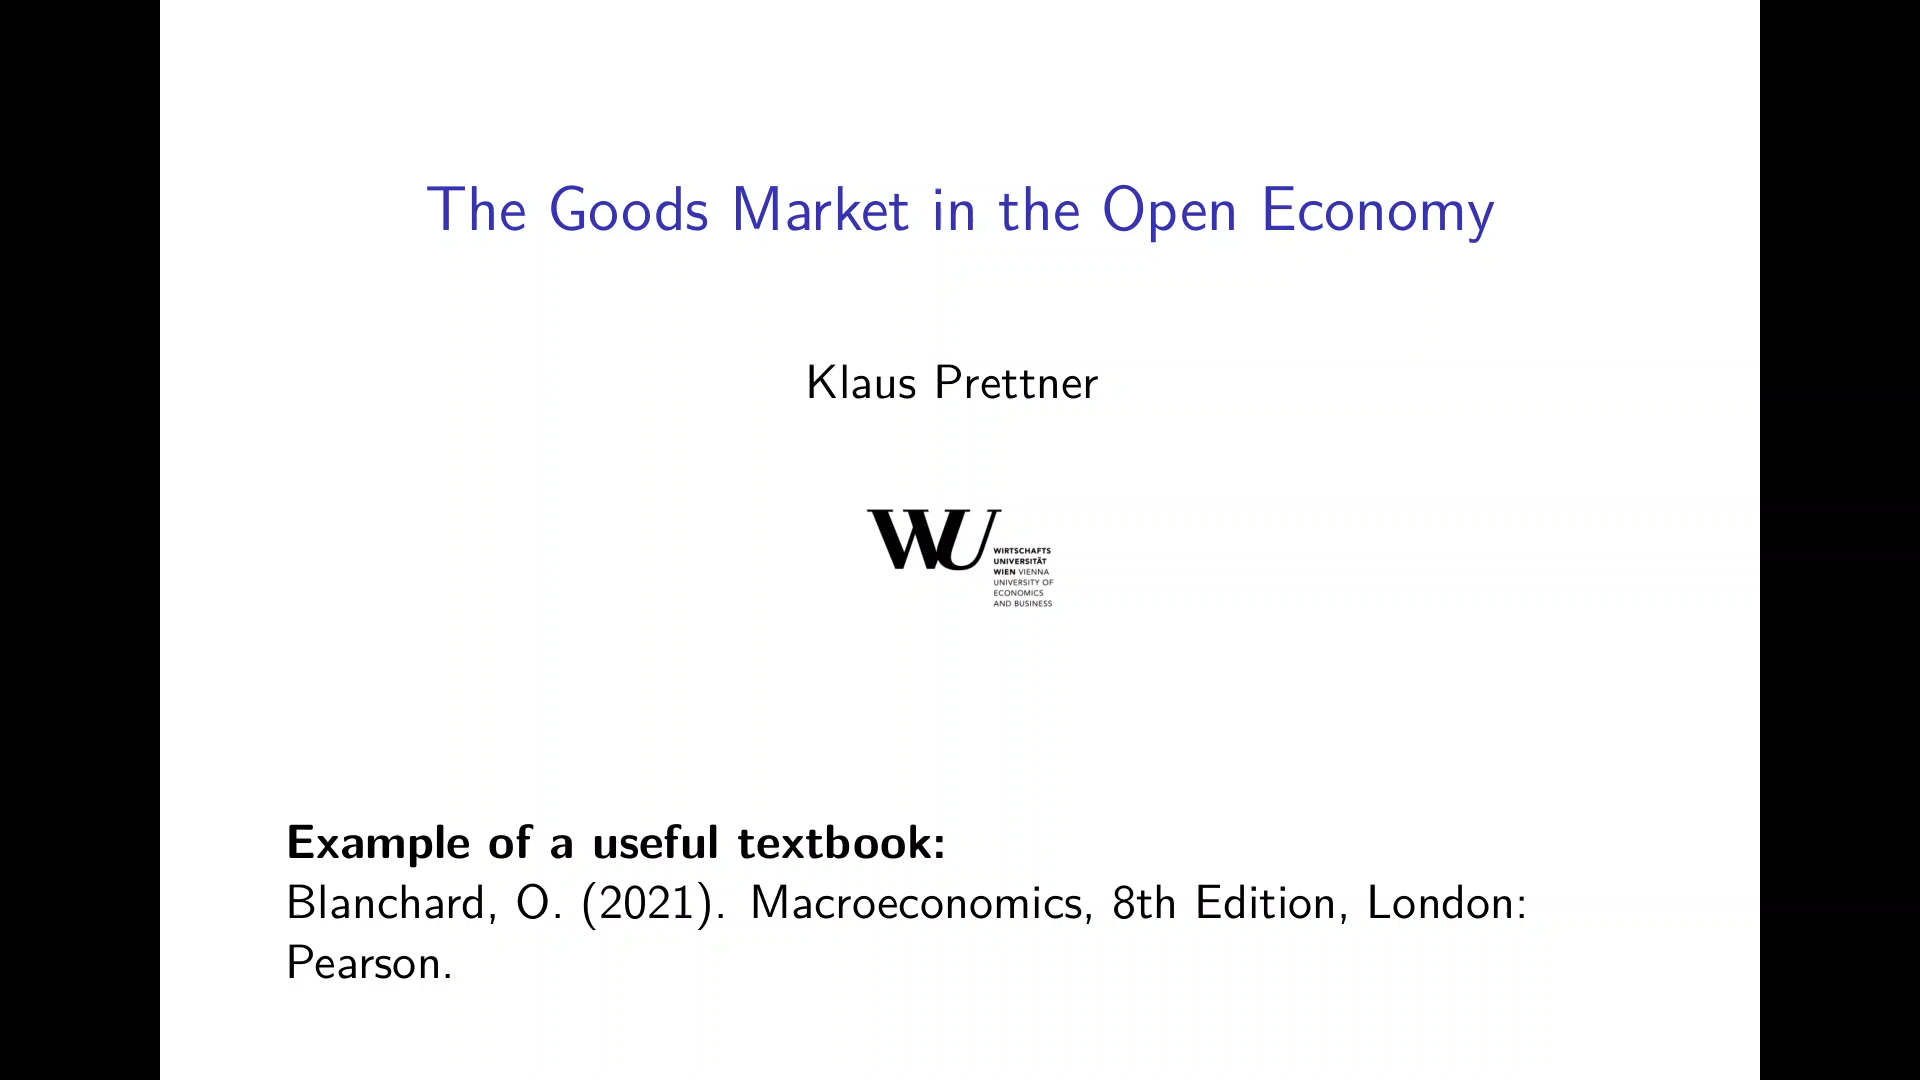 The Goods Market in the Open Economy
Klaus Prettner
WU
WIRTSCHAFTS
UNIVERSITÄT
WIEN VIENNA
UNIVERSITY OF
ECONOMICS
AND BUSINESS
Example of a useful textbook:
Blanchard, O. (2021). Macroeconomics, 8th Edition, London:
Pearson.